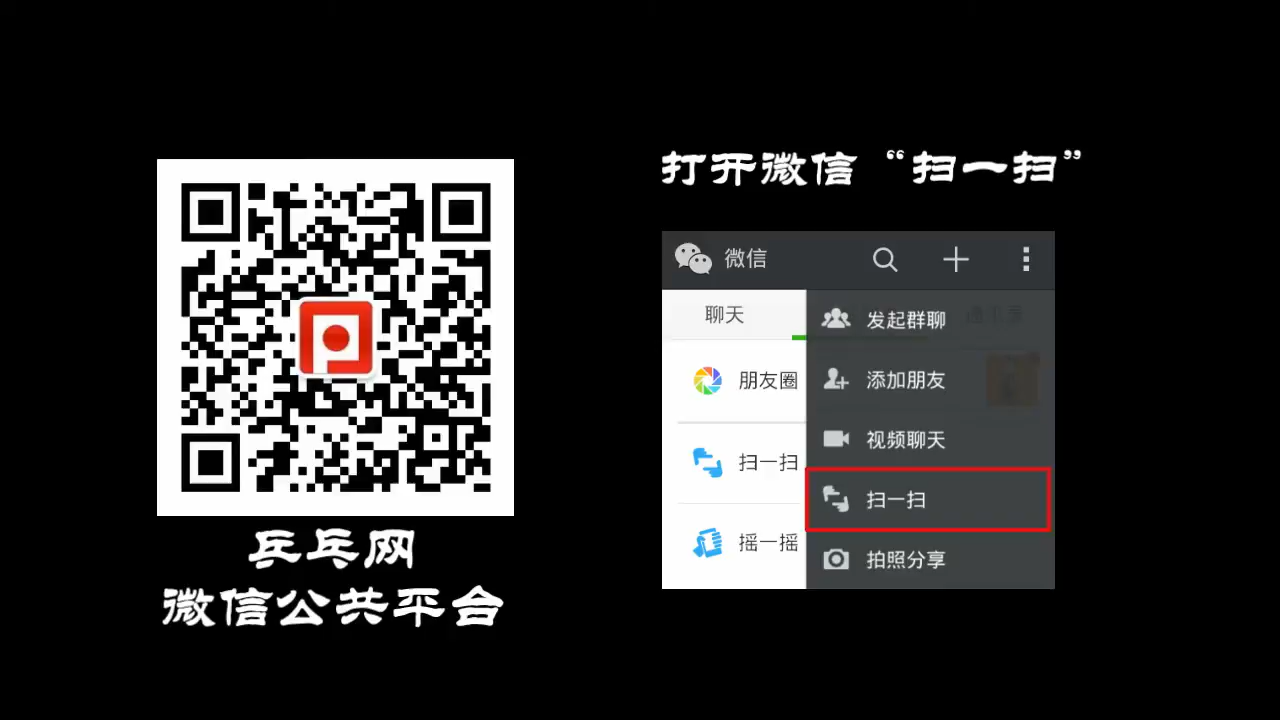 乒乓网
微信公共平台
打开微信“扫一扫”
微信
聊天
朋友圈
扫一扫
摇一摇
发起群聊
添加朋友
视频聊天
扫一扫
拍照分享